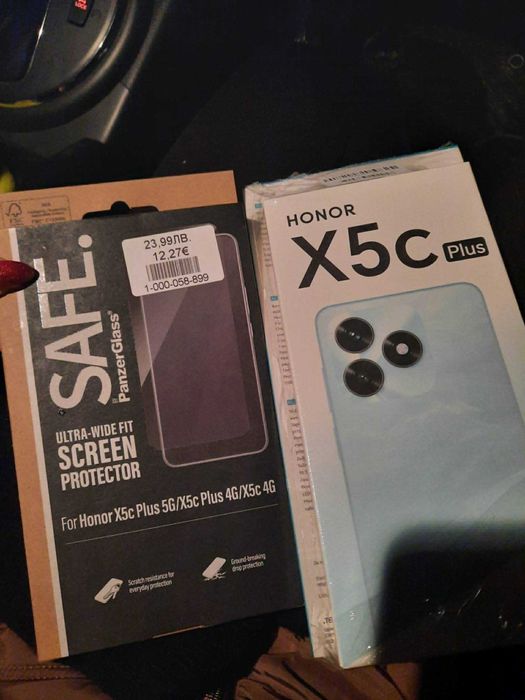 LOCK
FSC
SAFE.
by PanzerGlass®
23,99ЛВ.
12.27€
1-000-058-899
ULTRA-WIDE FIT
SCREEN
PROTECTOR
For Honor X5c Plus 5G/X5c Plus 4G/X5c 4G
Scratch resistance for
everyday protection
Ground-breaking
drop protection
HONOR
X5c Plus